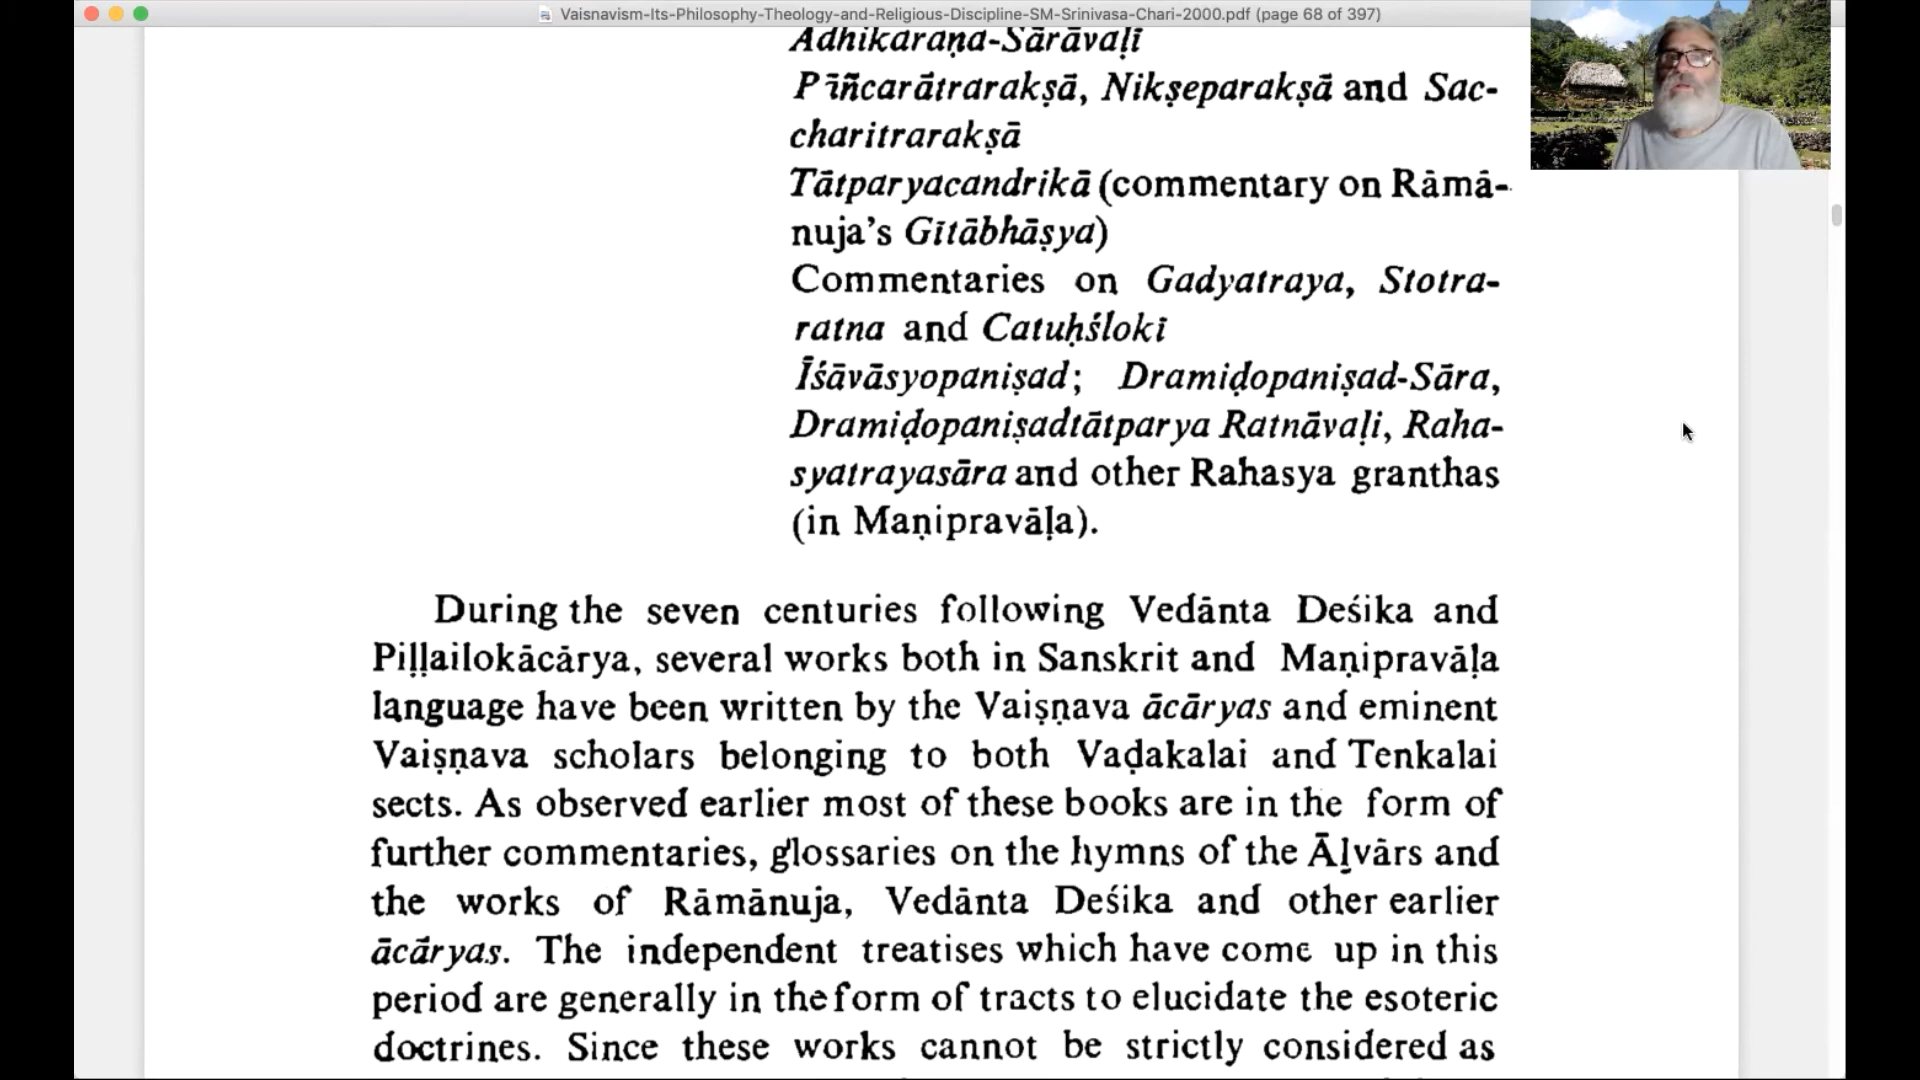 Vaisnavism-Its-Philosophy-Theology-and-Religious-Discipline-SM-Srinivasa-Chari-2000.pdf (page 68 of 397)
Adhikaraṇa-Sārāvaḷi
Pīñcarātrarakṣā, Nikṣeparakṣā and Sac-
charitrarakṣā
Tātparyacandrikā (commentary on Rāmā-
nuja's Gītābhāṣya)
Commentaries on Gadyatraya, Stotra-
ratna and Catuḥślokī
Īśāvāsyopaniṣad; Dramiḍopaniṣad-Sāra,
Dramiḍopaniṣadtātparya Ratnāvaḷi, Raha-
syatrayasāra and other Rahasya granthas
(in Maṇipravāḷa).
During the seven centuries following Vedānta Deśika and
Piḷḷailokācārya, several works both in Sanskrit and Maṇipravāḷa
language have been written by the Vaiṣṇava ācāryas and eminent
Vaiṣṇava scholars belonging to both Vaḍakalai and Tenkalai
sects. As observed earlier most of these books are in the form of
further commentaries, glossaries on the hymns of the Āḻvārs and
the works of Rāmānuja, Vedānta Deśika and other earlier
ācāryas. The independent treatises which have come up in this
period are generally in the form of tracts to elucidate the esoteric
doctrines. Since these works cannot be strictly considered as